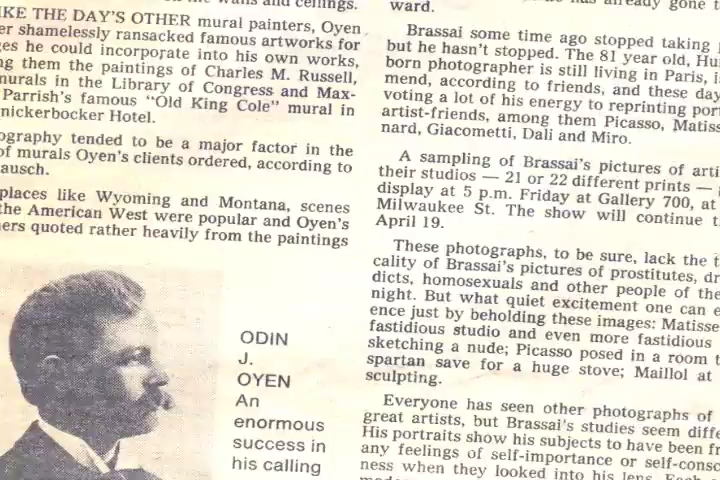 walls and ceilings.
IKE THE DAY'S OTHER mural painters, Oyen
er shamelessly ransacked famous artworks for
ges he could incorporate into his own works,
ng them the paintings of Charles M. Russell,
murals in the Library of Congress and Max-
Parrish's famous "Old King Cole" mural in
nickerbocker Hotel.
ography tended to be a major factor in the
of murals Oyen's clients ordered, according to
ausch.
places like Wyoming and Montana, scenes
the American West were popular and Oyen's
ers quoted rather heavily from the paintings
ODIN
J.
OYEN
An
enormous
success in
his calling
ward.
Brassai some time ago stopped taking
but he hasn't stopped. The 81 year old, Hu
born photographer is still living in Paris, i
mend, according to friends, and these day
voting a lot of his energy to reprinting por
artist-friends, among them Picasso, Matiss
nard, Giacometti, Dali and Miro.
A sampling of Brassai's pictures of arti
their studios — 21 or 22 different prints —
display at 5 p.m. Friday at Gallery 700, at
Milwaukee St. The show will continue t
April 19.
These photographs, to be sure, lack the t
cality of Brassai's pictures of prostitutes, dr
dicts, homosexuals and other people of the
night. But what quiet excitement one can e
ence just by beholding these images: Matisse
fastidious studio and even more fastidious
sketching a nude; Picasso posed in a room t
spartan save for a huge stove; Maillol at
sculpting.
Everyone has seen other photographs of
great artists, but Brassai's studies seem diffe
His portraits show his subjects to have been fr
any feelings of self-importance or self-consc
ness when they looked into his lens. Each